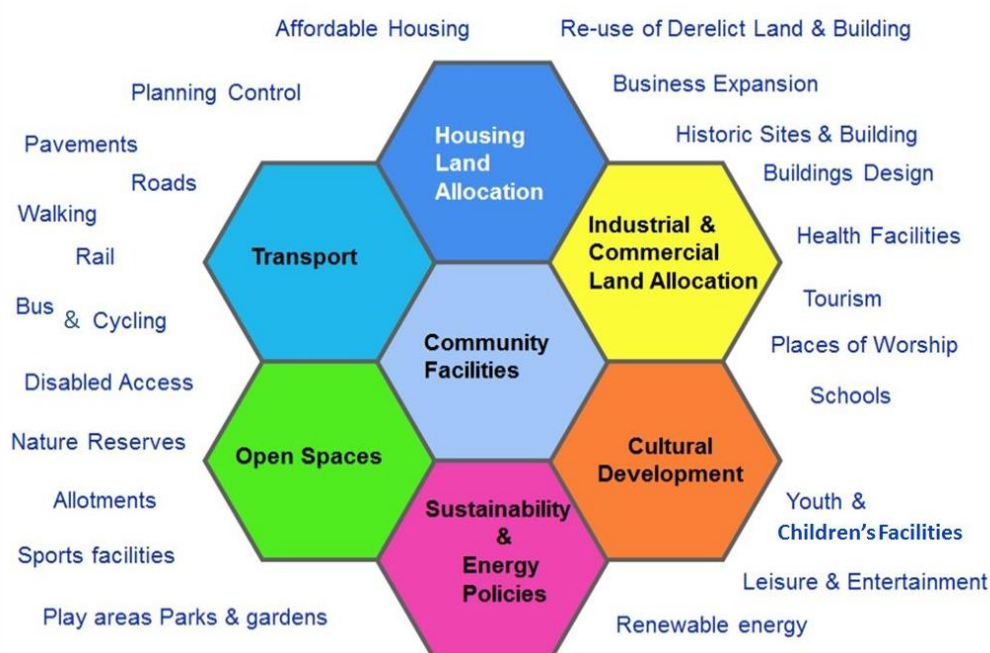 Affordable Housing
Re-use of Derelict Land & Building
Planning Control
Business Expansion
Pavements
Historic Sites & Building
Roads
Buildings Design
Walking
Health Facilities
Rail
Tourism
Bus & Cycling
Places of Worship
Disabled Access
Schools
Nature Reserves
Allotments
Youth &
Children's Facilities
Sports facilities
Leisure & Entertainment
Play areas Parks & gardens
Renewable energy
Housing
Land
Allocation
Transport
Industrial &
Commercial
Land Allocation
Community
Facilities
Open Spaces
Cultural
Development
Sustainability
&
Energy
Policies